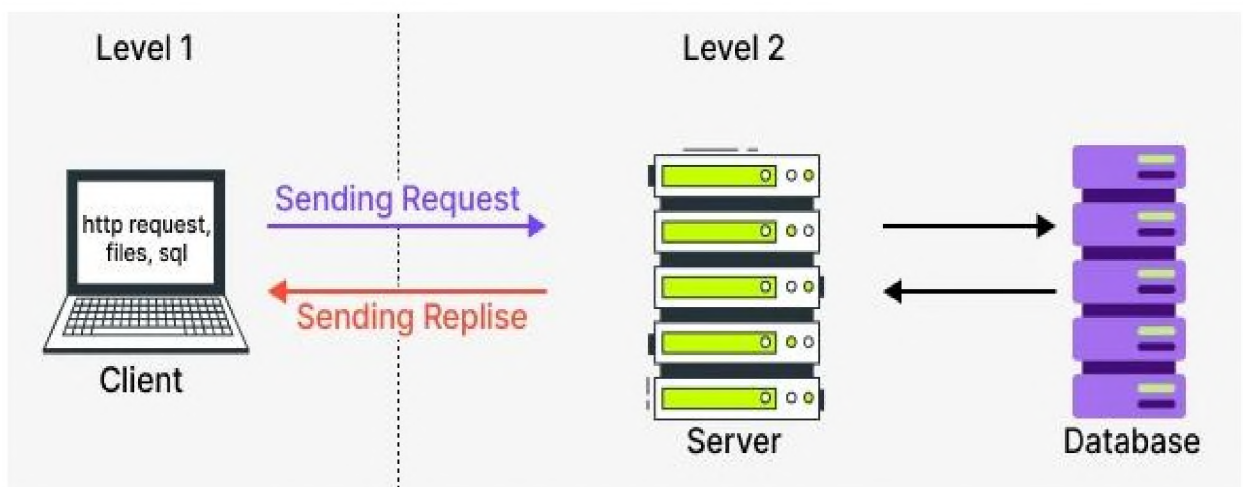 Level 1
Level 2
Sending Request
http request,
files, sql
Sending Replise
Client
Server
Database